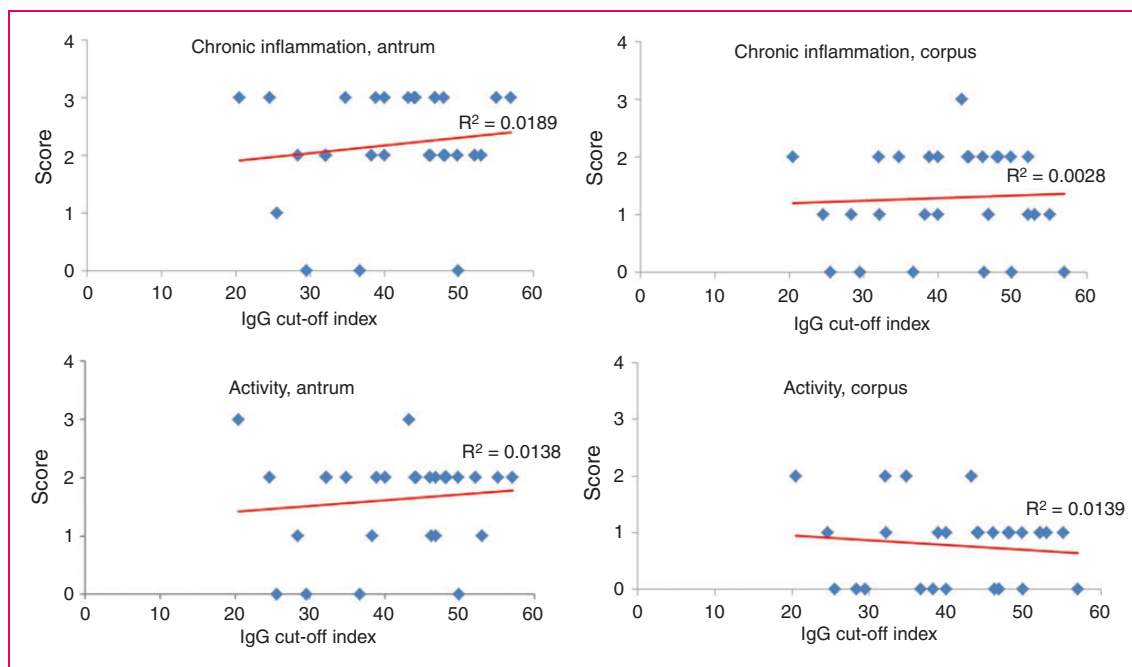 Chronic inflammation, antrum
4
3
2
1
0
Score
R² = 0.0189
0 10 20 30 40 50 60
IgG cut-off index
Chronic inflammation, corpus
4
3
2
1
0
Score
R² = 0.0028
0 10 20 30 40 50 60
IgG cut-off index
Activity, antrum
4
3
2
1
0
Score
R² = 0.0138
0 10 20 30 40 50 60
IgG cut-off index
Activity, corpus
4
3
2
1
0
Score
R² = 0.0139
0 10 20 30 40 50 60
IgG cut-off index